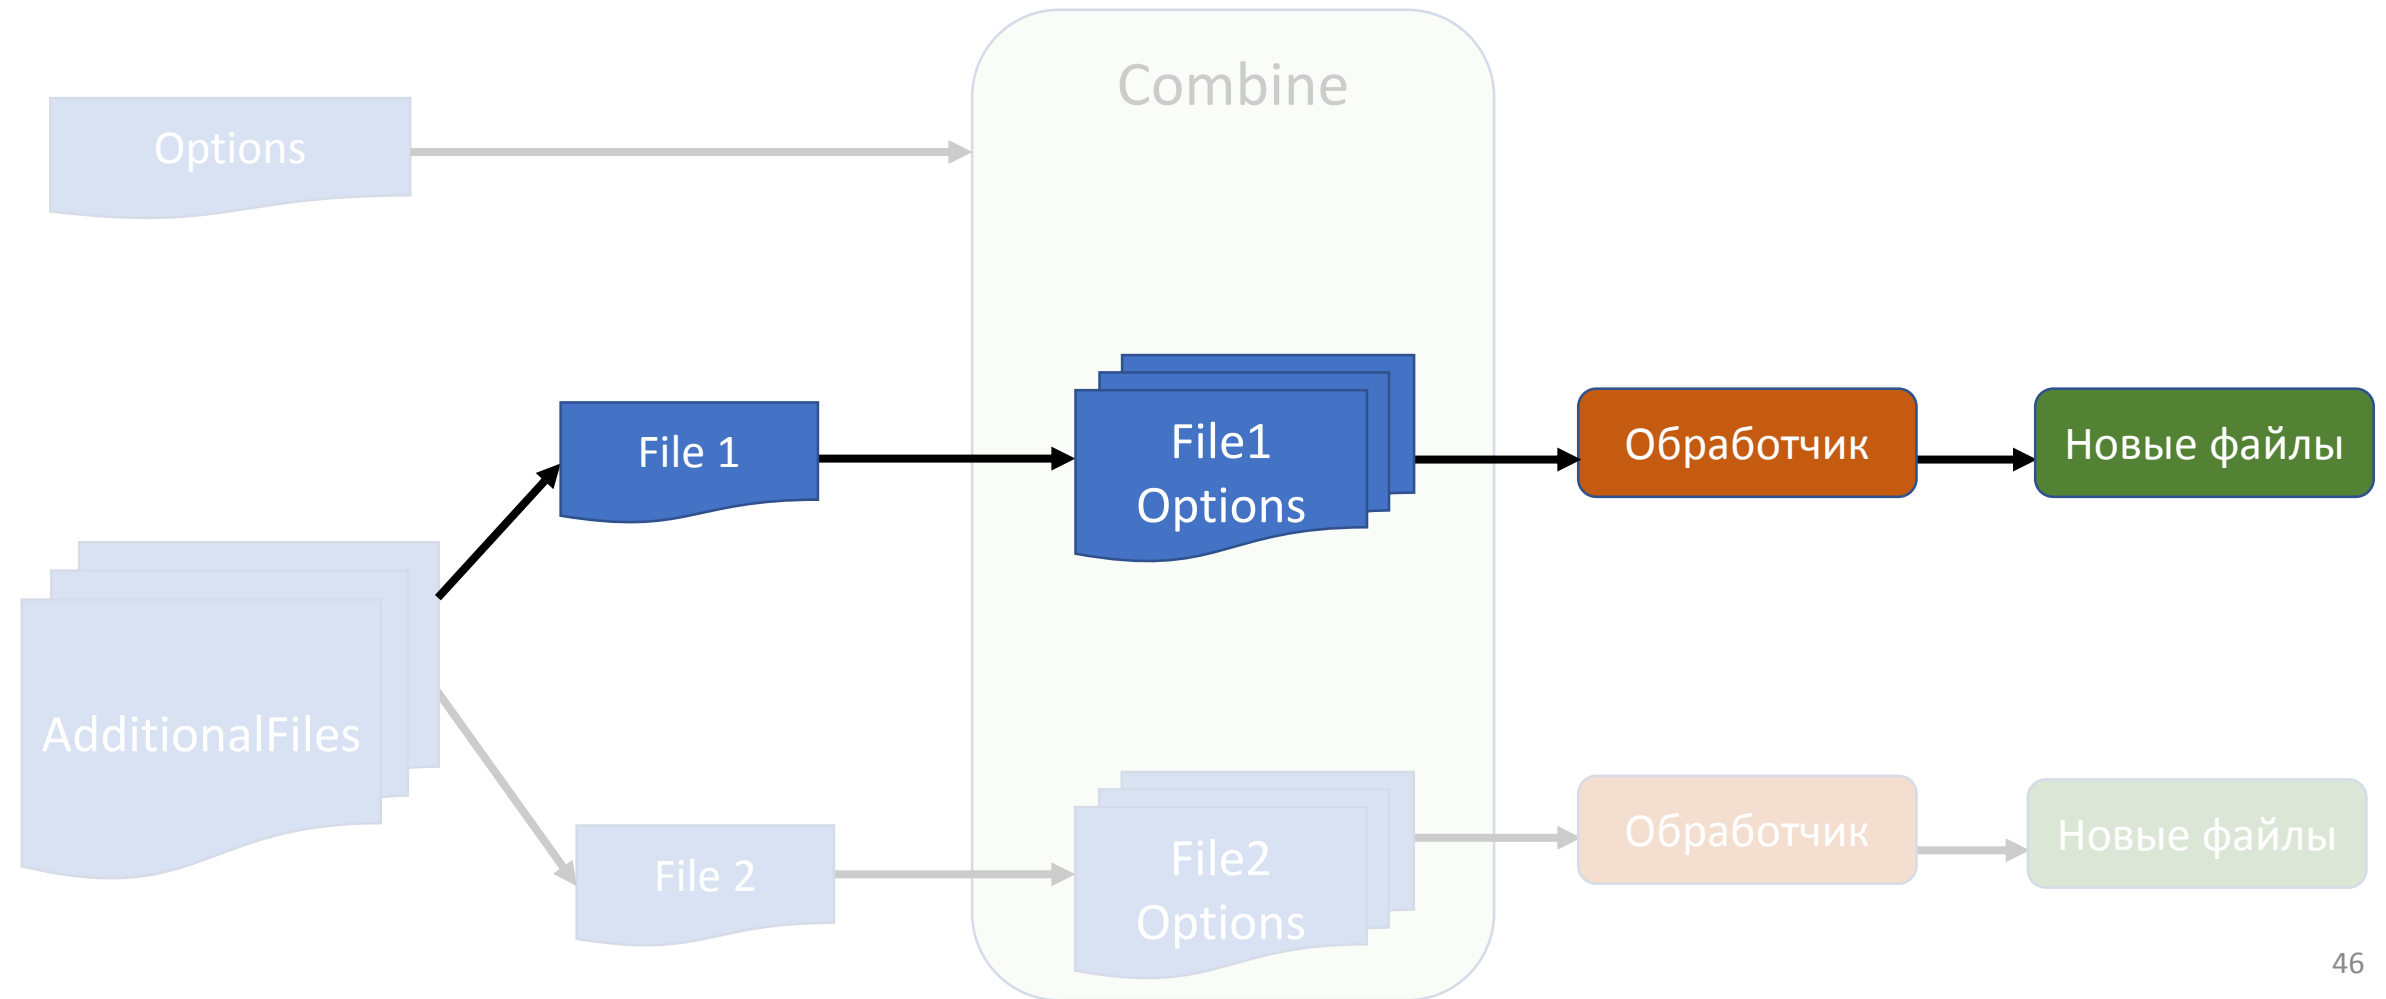 Combine
Options
File 1
File1
Options
Обработчик
Новые файлы
AdditionalFiles
File 2
File2
Options
Обработчик
Новые файлы
46